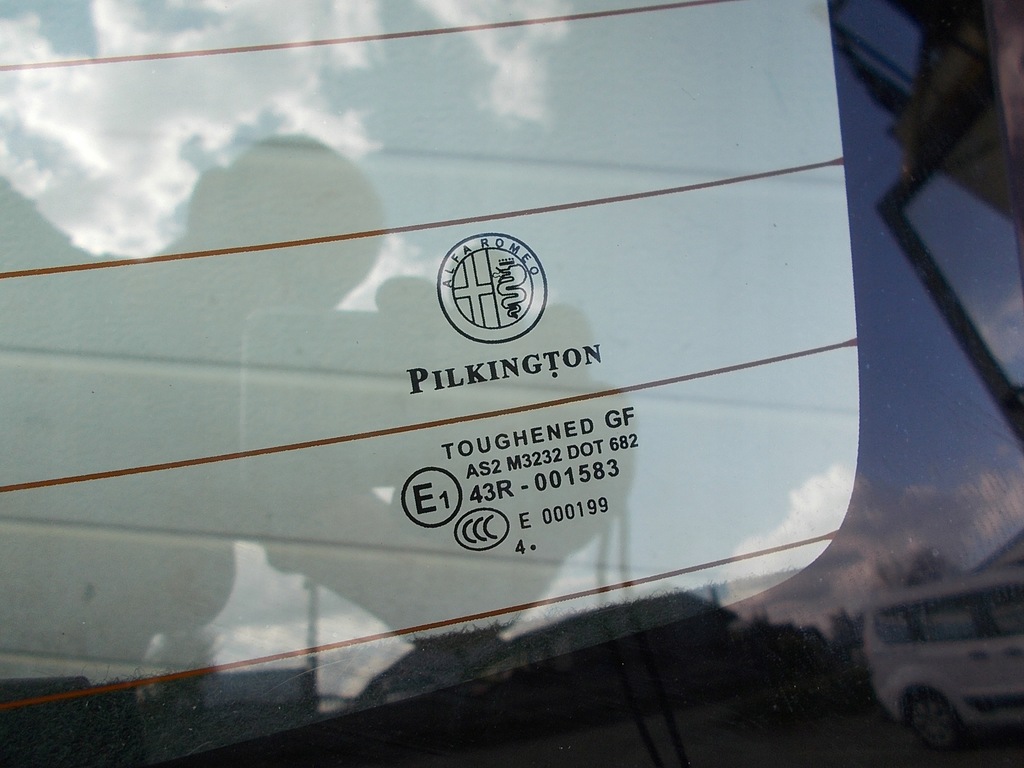 ALFA ROMEO
PILKINGTON
TOUGHENED GF
AS2 M3232 DOT 682
E1 43R - 001583
CCC E 000199
4.